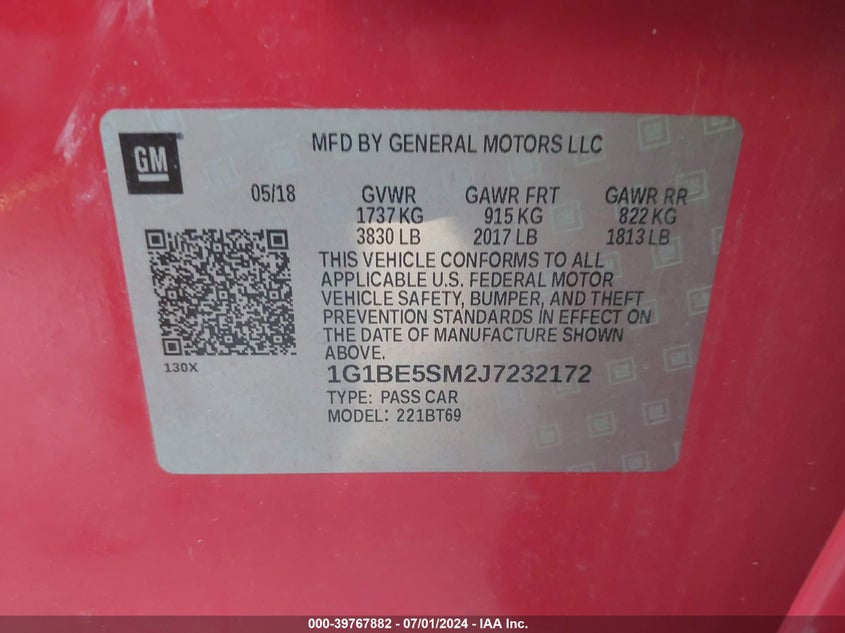 GM
MFD BY GENERAL MOTORS LLC
05/18 GVWR GAWR FRT GAWR RR
1737 KG 915 KG 822 KG
3830 LB 2017 LB 1813 LB
THIS VEHICLE CONFORMS TO ALL
APPLICABLE U.S. FEDERAL MOTOR
VEHICLE SAFETY, BUMPER, AND THEFT
PREVENTION STANDARDS IN EFFECT ON
THE DATE OF MANUFACTURE SHOWN
ABOVE.
130X
1G1BE5SM2J7232172
TYPE: PASS CAR
MODEL: 221BT69
000-39767882 - 07/01/2024 - IAA Inc.